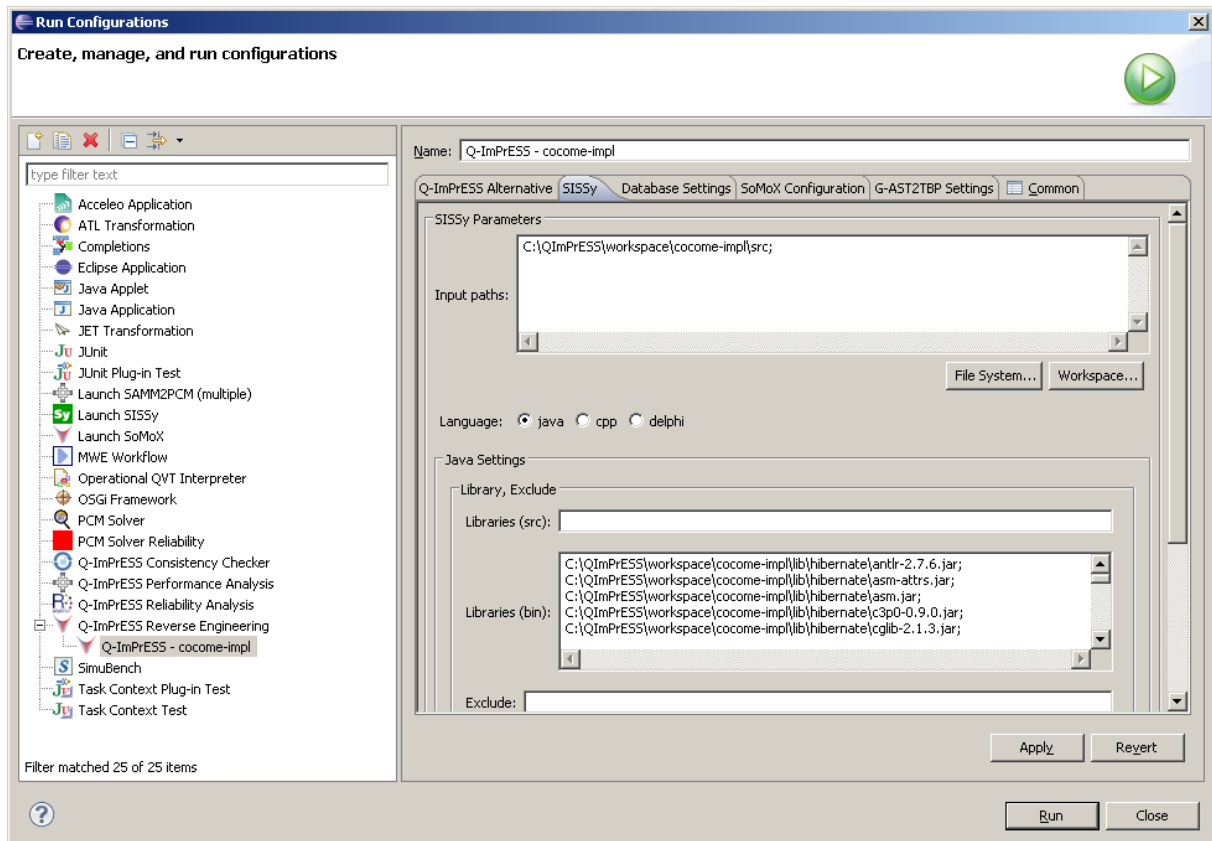 Run Configurations
Create, manage, and run configurations
type filter text
Acceleo Application
ATL Transformation
Completions
Eclipse Application
Java Applet
Java Application
JET Transformation
JUnit
JUnit Plug-in Test
Launch SAMM2PCM (multiple)
Launch SISSy
Launch SoMoX
MWE Workflow
Operational QVT Interpreter
OSGi Framework
PCM Solver
PCM Solver Reliability
Q-ImPrESS Consistency Checker
Q-ImPrESS Performance Analysis
Q-ImPrESS Reliability Analysis
Q-ImPrESS Reverse Engineering
Q-ImPrESS - cocome-impl
SimuBench
Task Context Plug-in Test
Task Context Test
Filter matched 25 of 25 items
Name: Q-ImPrESS - cocome-impl
Q-ImPrESS Alternative SISSy Database Settings SoMoX Configuration G-AST2TBP Settings Common
SISSy Parameters
Input paths: C:\QImPrESS\workspace\cocome-impl\src;
File System... Workspace...
Language: java cpp delphi
Java Settings
Library, Exclude
Libraries (src):
Libraries (bin):
C:\QImPrESS\workspace\cocome-impl\lib\hibernate\antlr-2.7.6.jar;
C:\QImPrESS\workspace\cocome-impl\lib\hibernate\asm-attrs.jar;
C:\QImPrESS\workspace\cocome-impl\lib\hibernate\asm.jar;
C:\QImPrESS\workspace\cocome-impl\lib\hibernate\c3p0-0.9.0.jar;
C:\QImPrESS\workspace\cocome-impl\lib\hibernate\cglib-2.1.3.jar;
Exclude:
Apply Revert
Run Close